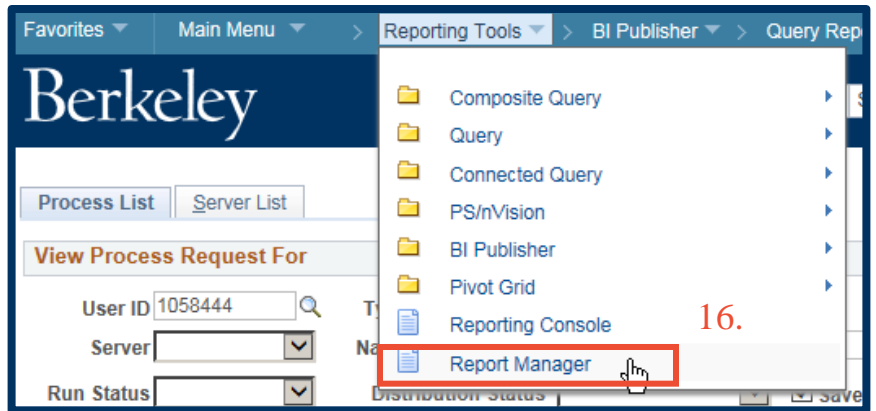 Favorites Main Menu > Reporting Tools > BI Publisher > Query Rep
Berkeley
Composite Query
Query
Connected Query
PS/nVision
BI Publisher
Pivot Grid
Reporting Console
Report Manager
16.
Process List Server List
View Process Request For
User ID 1058444
Server
Run Status Distribution Status Save